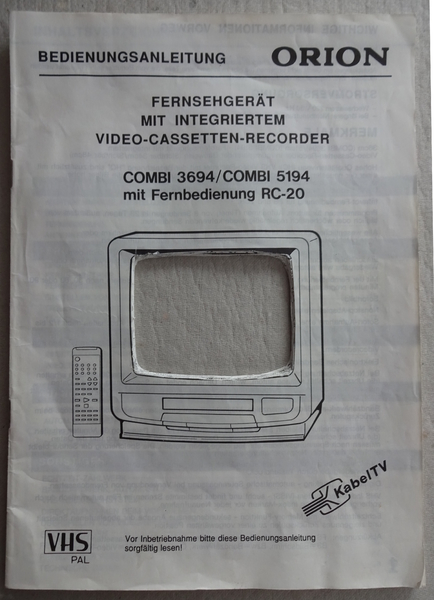 BEDIENUNGSANLEITUNG ORION
FERNSEHGERÄT
MIT INTEGRIERTEM
VIDEO-CASSETTEN-RECORDER
COMBI 3694/COMBI 5194
mit Fernbedienung RC-20
KabelTV
VHS
PAL
Vor Inbetriebnahme bitte diese Bedienungsanleitung
sorgfältig lesen!